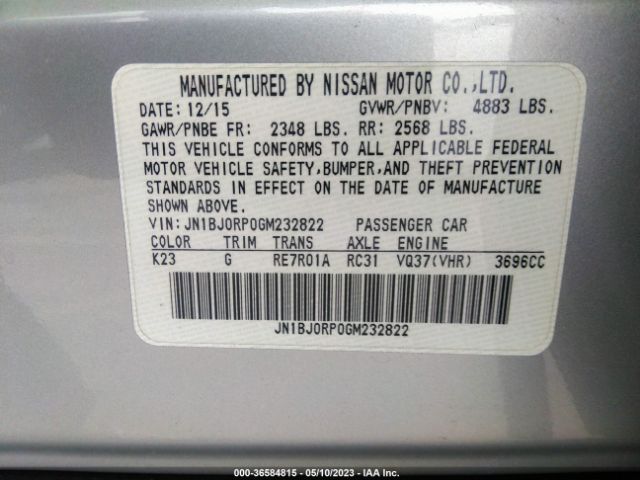 MANUFACTURED BY NISSAN MOTOR CO.,LTD.
DATE: 12/15 GVWR/PNBV: 4883 LBS.
GAWR/PNBE FR: 2348 LBS. RR: 2568 LBS.
THIS VEHICLE CONFORMS TO ALL APPLICABLE FEDERAL
MOTOR VEHICLE SAFETY,BUMPER,AND THEFT PREVENTION
STANDARDS IN EFFECT ON THE DATE OF MANUFACTURE
SHOWN ABOVE.
VIN: JN1BJ0RP0GM232822 PASSENGER CAR
COLOR TRIM TRANS AXLE ENGINE
K23 G RE7R01A RC31 VQ37(VHR) 3696CC
JN1BJ0RP0GM232822
000-36584815 - 05/10/2023 - IAA Inc.